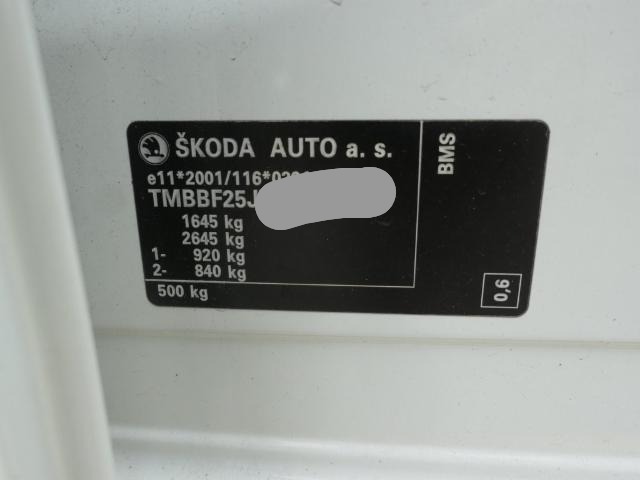 ŠKODA AUTO a. s.
e11*2001/116*
TMBBF25J
1645 kg
2645 kg
1- 920 kg
2- 840 kg
500 kg
BMS
0,6